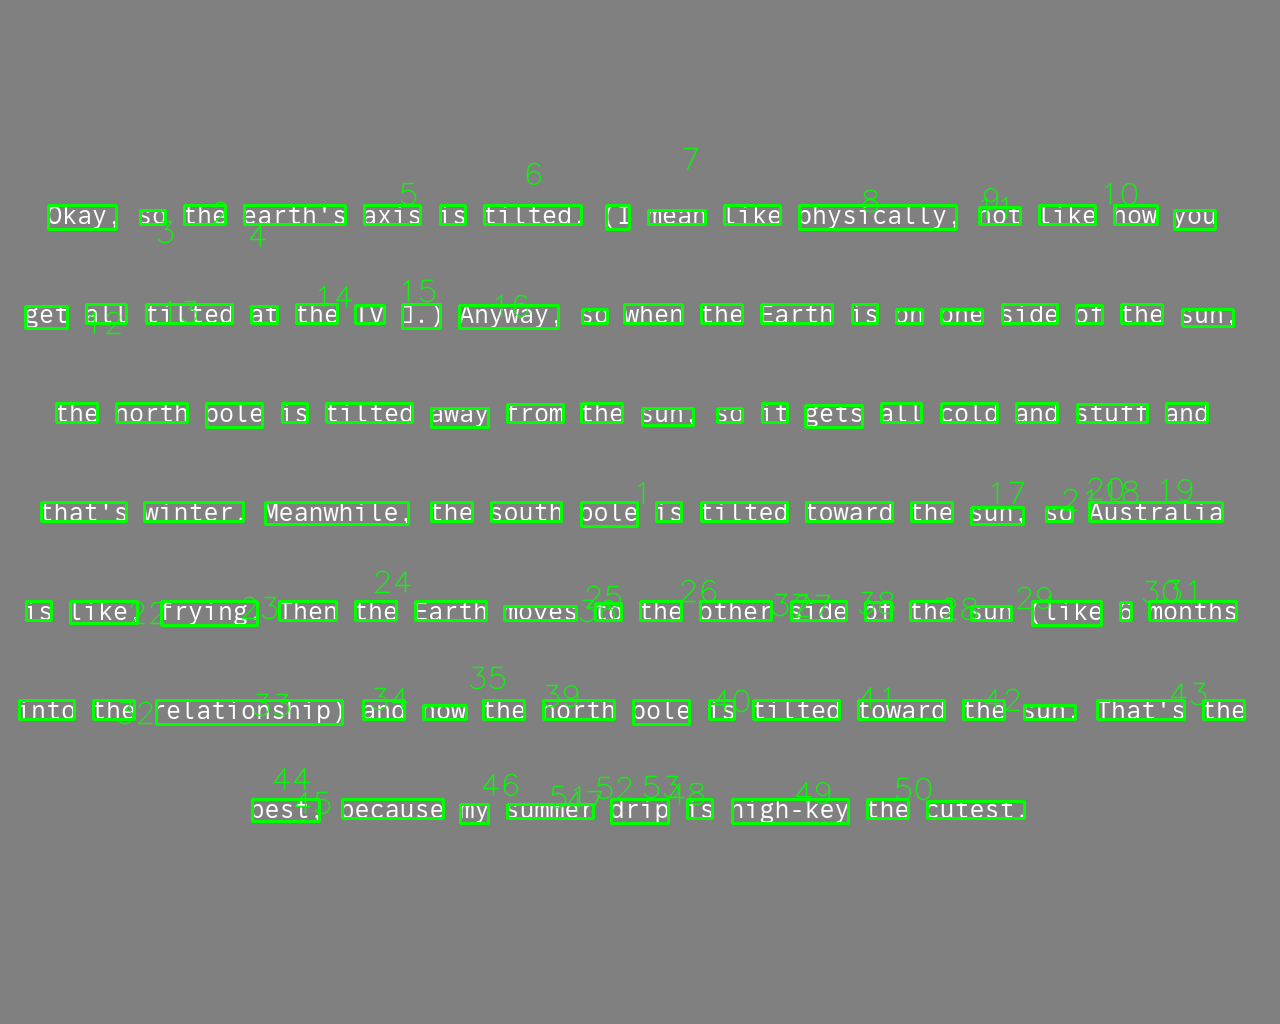 Okay, so the earth's axis is tilted. (I mean like physically, not like how you
get all tilted at the TV .) Anyway, so when the Earth is on one side of the sun,
the north pole is tilted away from the sun, so it gets all cold and stuff and
that's winter. Meanwhile, the south pole is tilted toward the sun, so Australia
is like, frying. Then the Earth moves to the other side of the sun (like 6 months
into the relationship) and now the north pole is tilted toward the sun. That's the
best, because my summer drip is high-key the cutest.